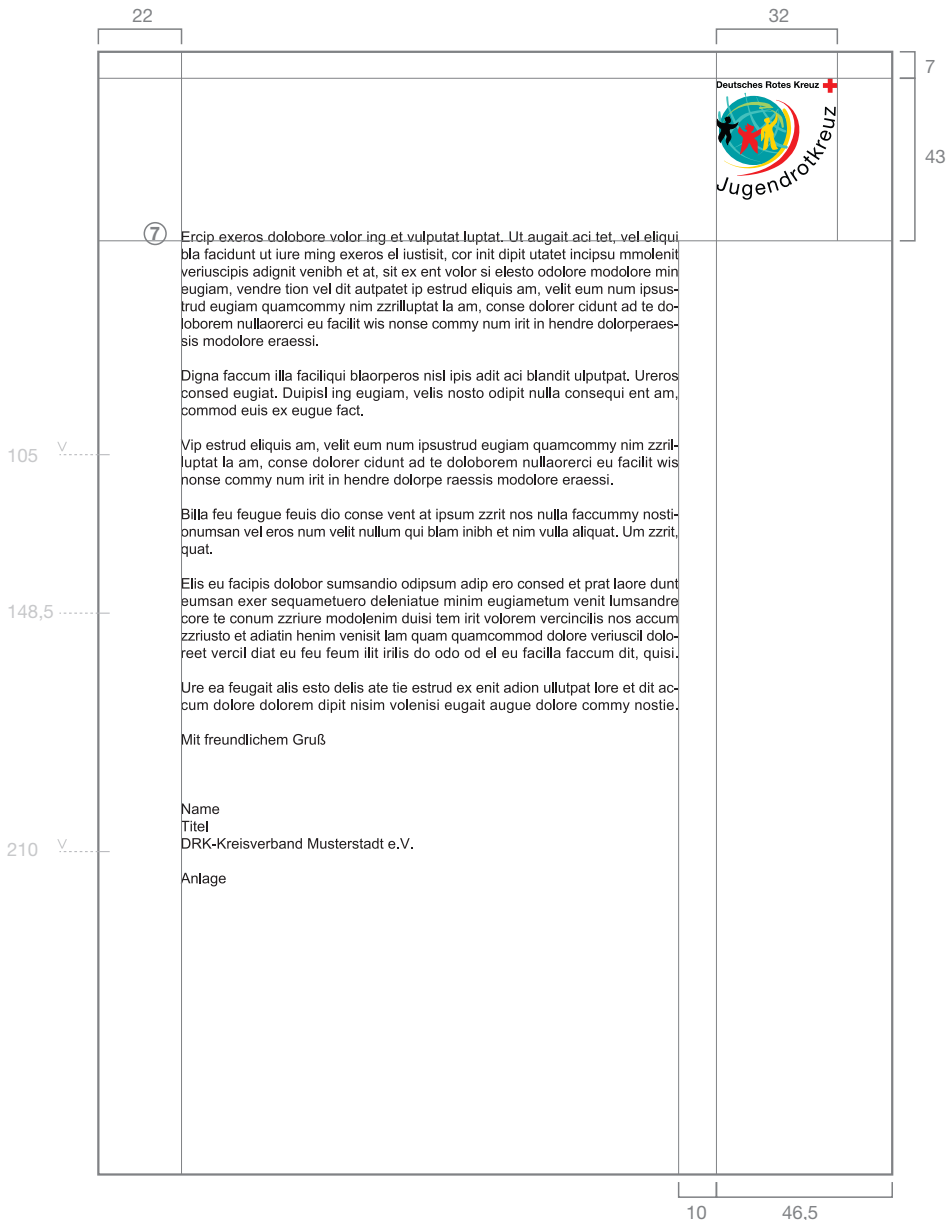 22
32
7
Deutsches Rotes Kreuz
Jugendrotkreuz
43
7
Ercip exeros dolobore volor ing et vulputat luptat. Ut augait aci tet, vel eliqui
bla facidunt ut iure ming exeros el iustisit, cor init dipit utatet incipsu mmolenit
veriuscipis adignit venibh et at, sit ex ent volor si elesto odolore modolore min
eugiam, vendre tion vel dit autpatet ip estrud eliquis am, velit eum num ipsus-
trud eugiam quamcommy nim zzrilluptat la am, conse dolorer cidunt ad te do-
loborem nullaorerci eu facilit wis nonse commy num irit in hendre dolorperaes-
sis modolore eraessi.
Digna faccum illa faciliqui blaorperos nisl ipis adit aci blandit ulputpat. Ureros
consed eugiat. Duipisl ing eugiam, velis nosto odipit nulla consequi ent am,
commod euis ex eugue fact.
Vip estrud eliquis am, velit eum num ipsustrud eugiam quamcommy nim zzril-
105
luptat la am, conse dolorer cidunt ad te doloborem nullaorerci eu facilit wis
nonse commy num irit in hendre dolorpe raessis modolore eraessi.
Billa feu feugue feuis dio conse vent at ipsum zzrit nos nulla faccummy nosti-
onumsan vel eros num velit nullum qui blam inibh et nim vulla aliquat. Um zzrit,
quat.
Elis eu facipis dolobor sumsandio odipsum adip ero consed et prat laore dunt
eumsan exer sequametuero deleniatue minim eugiametum venit lumsandre
148,5
core te conum zzriure modolenim duisi tem irit volorem vercincilis nos accum
zzriusto et adiatin henim venisit lam quam quamcommod dolore veriuscil dolo-
reet vercil diat eu feu feum ilit irilis do odo od el eu facilla faccum dit, quisi.
Ure ea feugait alis esto delis ate tie estrud ex enit adion ullutpat lore et dit ac-
cum dolore dolorem dipit nisim volenisi eugait augue dolore commy nostie.
Mit freundlichem Gruß
Name
Titel
DRK-Kreisverband Musterstadt e.V.
210
Anlage
10
46,5